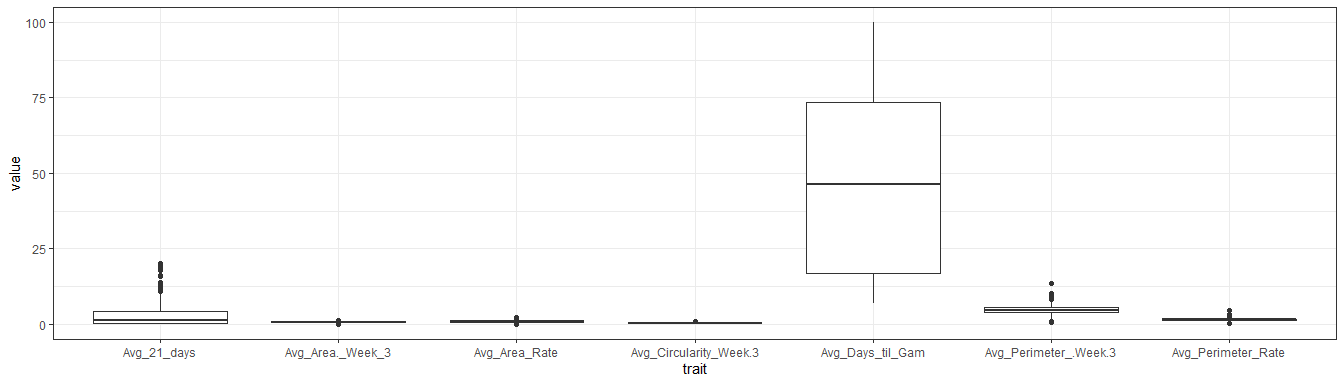 100
75
value
50
25
0
Avg_21_days Avg_Area._Week_3 Avg_Area_Rate Avg_Circularity_Week.3 Avg_Days_til_Gam Avg_Perimeter_.Week.3 Avg_Perimeter_Rate
trait